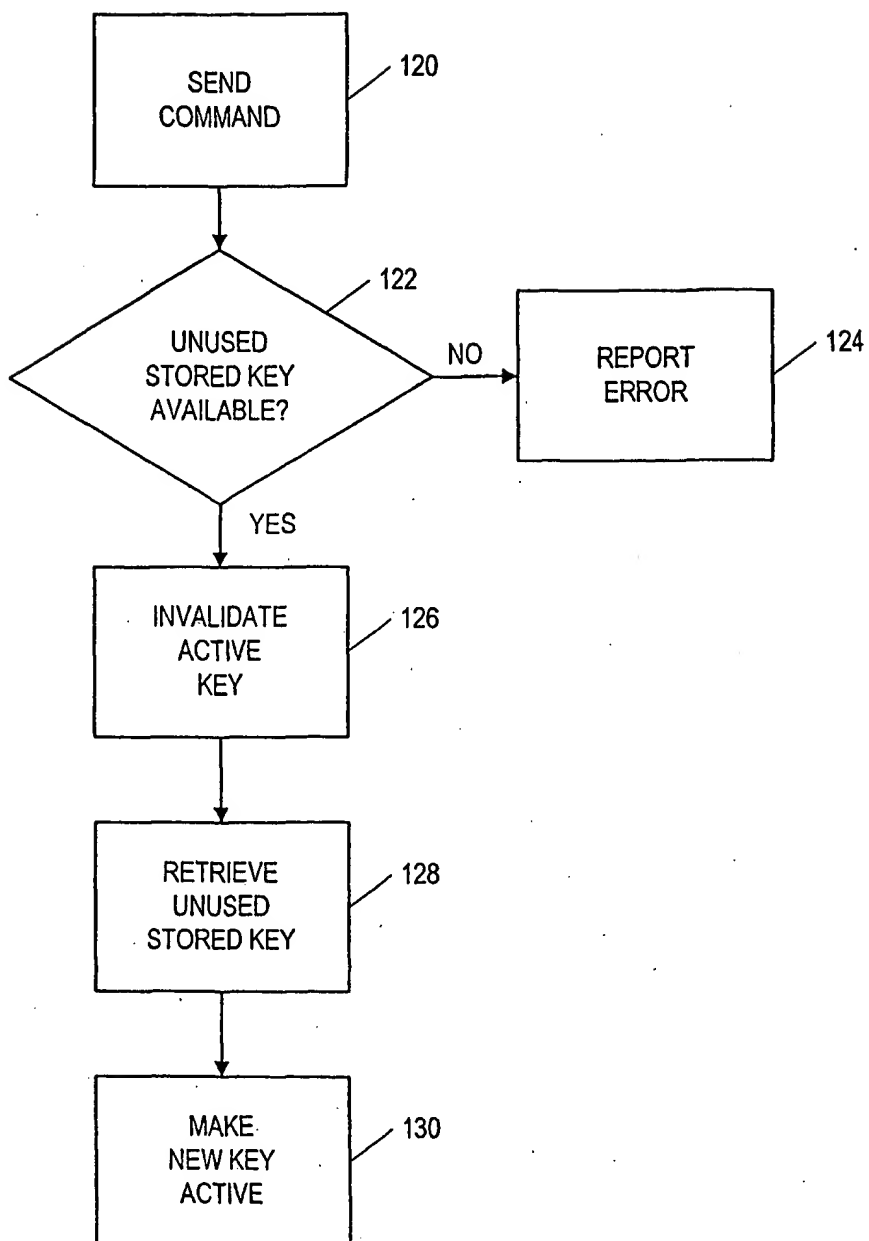 SEND
COMMAND
120
122
UNUSED
STORED KEY
AVAILABLE?
NO
REPORT
ERROR
124
YES
INVALIDATE
ACTIVE
KEY
126
RETRIEVE
UNUSED
STORED KEY
128
MAKE
NEW KEY
ACTIVE
130